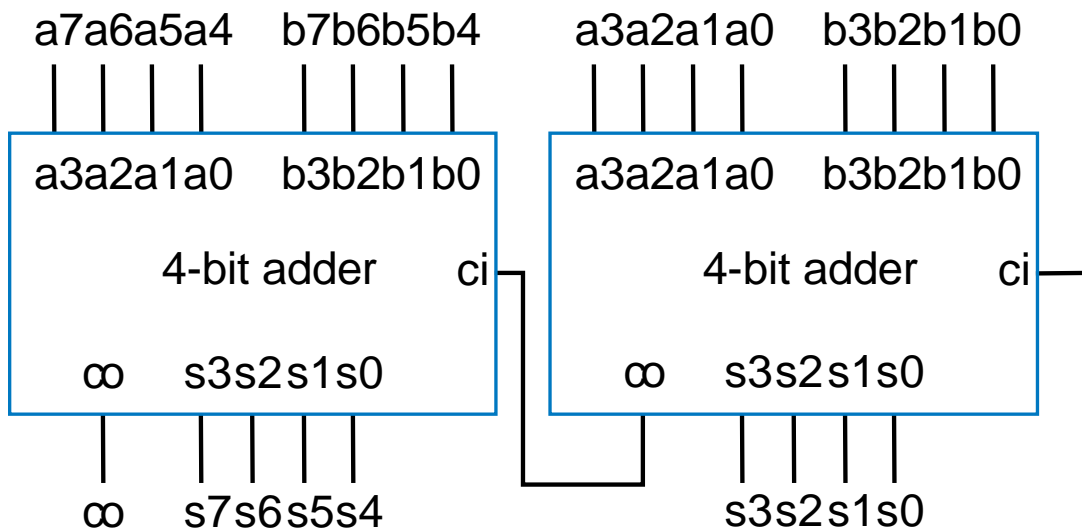 a7a6a5a4 b7b6b5b4 a3a2a1a0 b3b2b1b0
a3a2a1a0 b3b2b1b0 a3a2a1a0 b3b2b1b0
4-bit adder ci 4-bit adder ci
co s3s2s1s0 co s3s2s1s0
co s7s6s5s4 s3s2s1s0